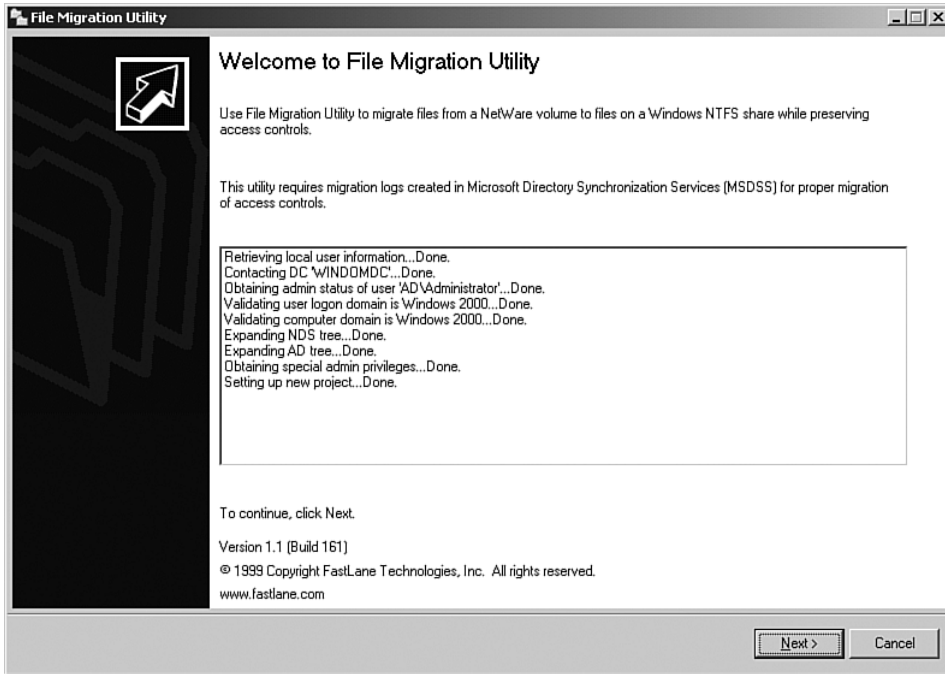 File Migration Utility
Welcome to File Migration Utility
Use File Migration Utility to migrate files from a NetWare volume to files on a Windows NTFS share while preserving
access controls.
This utility requires migration logs created in Microsoft Directory Synchronization Services (MSDSS) for proper migration
of access controls.
Retrieving local user information...Done.
Contacting DC 'WINDOMDC'...Done.
Obtaining admin status of user 'AD\Administrator'...Done.
Validating user logon domain is Windows 2000...Done.
Validating computer domain is Windows 2000...Done.
Expanding NDS tree...Done.
Expanding AD tree...Done.
Obtaining special admin privileges...Done.
Setting up new project...Done.
To continue, click Next.
Version 1.1 (Build 161)
© 1999 Copyright FastLane Technologies, Inc. All rights reserved.
www.fastlane.com
Next >
Cancel